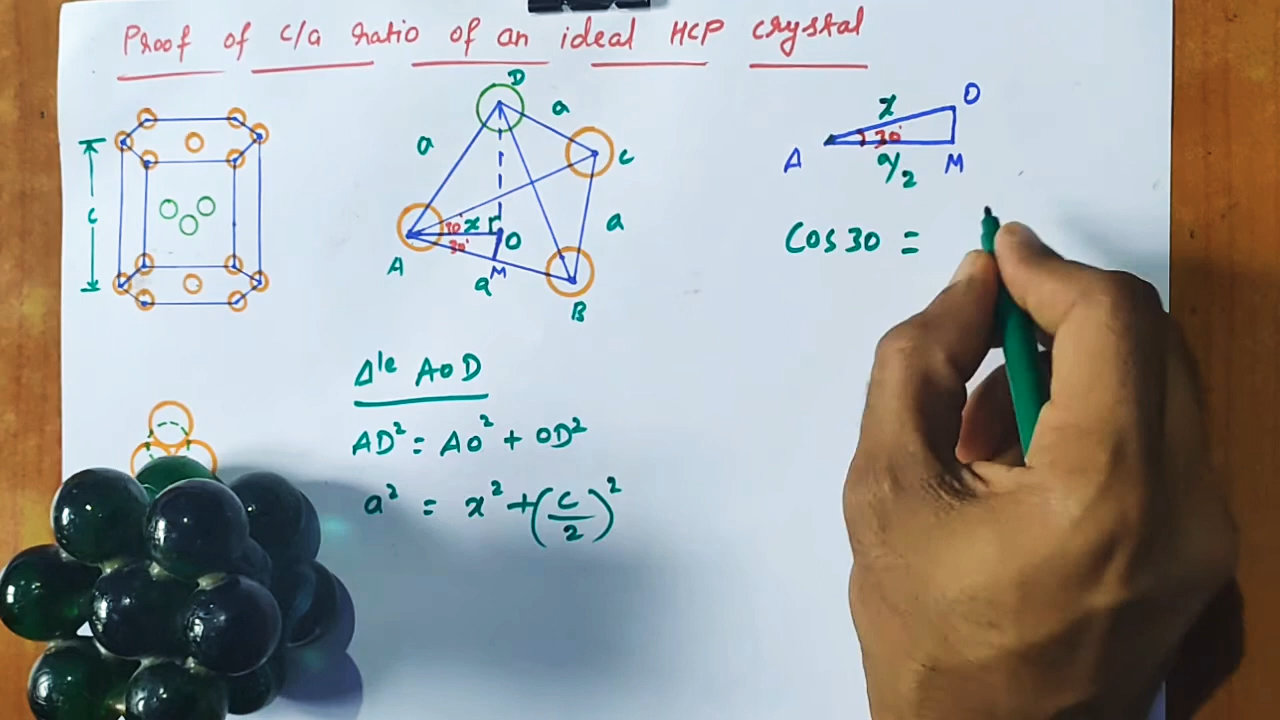 Proof of c/a ratio of an ideal HCP crystal
c
D
a
a
C
30°
x
30°
O
a
A
M
a
B
x
O
30°
A
a/2
M
Cos 30 =
Δle AOD
AD² = AO² + OD²
a² = x² + (c/2)²